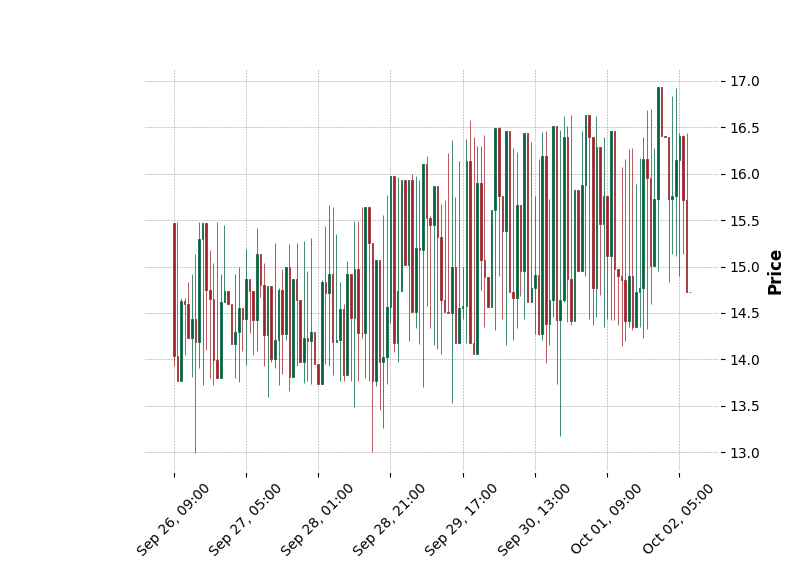 17.0
16.5
16.0
15.5
15.0
14.5
14.0
13.5
13.0
Price
Sep 26, 09:00
Sep 27, 05:00
Sep 28, 01:00
Sep 28, 21:00
Sep 29, 17:00
Sep 30, 13:00
Oct 01, 09:00
Oct 02, 05:00